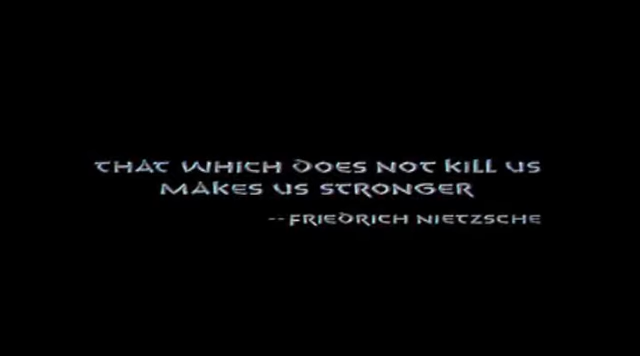 THAT WHICH DOES NOT KILL US
MAKES US STRONGER
--FRIEDRICH NIETZSCHE